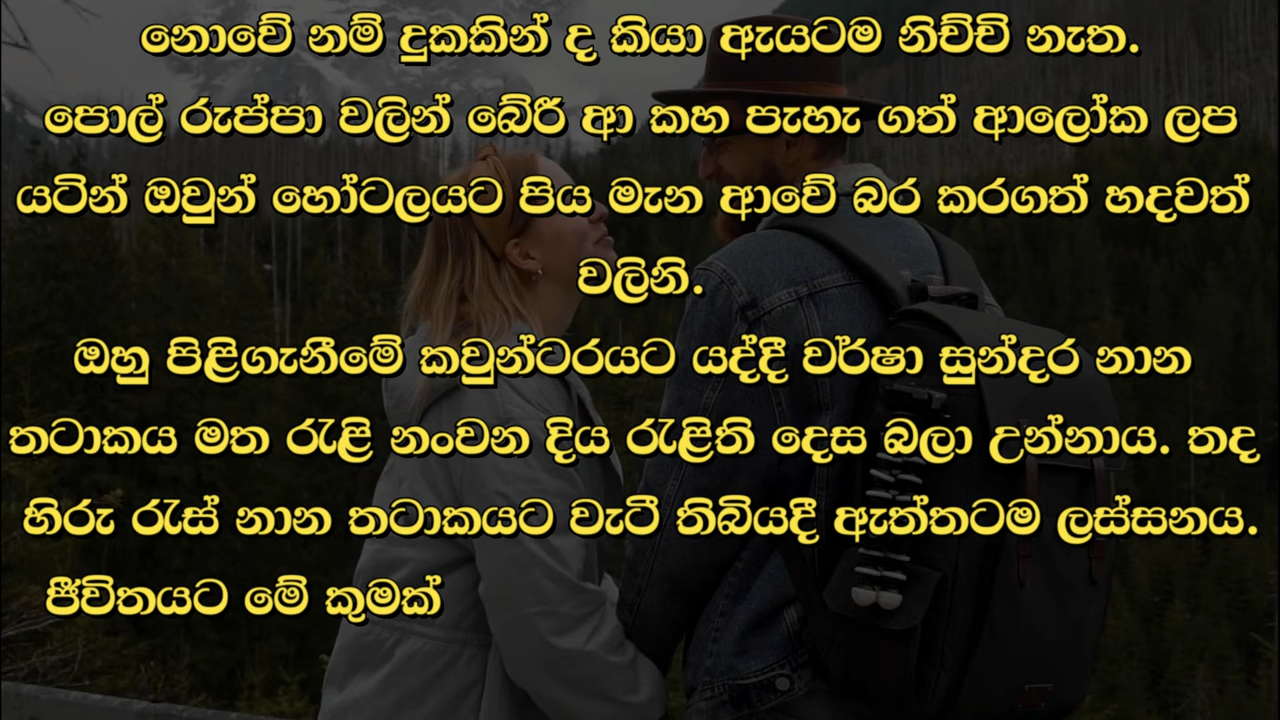 නොවේ නම් දුකකින් ද කියා ඇයටම නිච්චි නැත.
පොල් රුප්පා වලින් බේරී ආ කහ පැහැ ගත් ආලෝක ලප
යටින් ඔවුන් හෝටලයට පිය මැන ආවේ බර කරගත් හදවත්
වලිනි.
ඔහු පිළිගැනීමේ කවුන්ටරයට යද්දී වර්ෂා සුන්දර නාන
තටාකය මත රැළි නංවන දිය රැළිති දෙස බලා උන්නාය. තද
හිරු රැස් නාන තටාකයට වැටී තිබියදී ඇත්තටම ලස්සනය.
ජීවිතයට මේ කුමක්